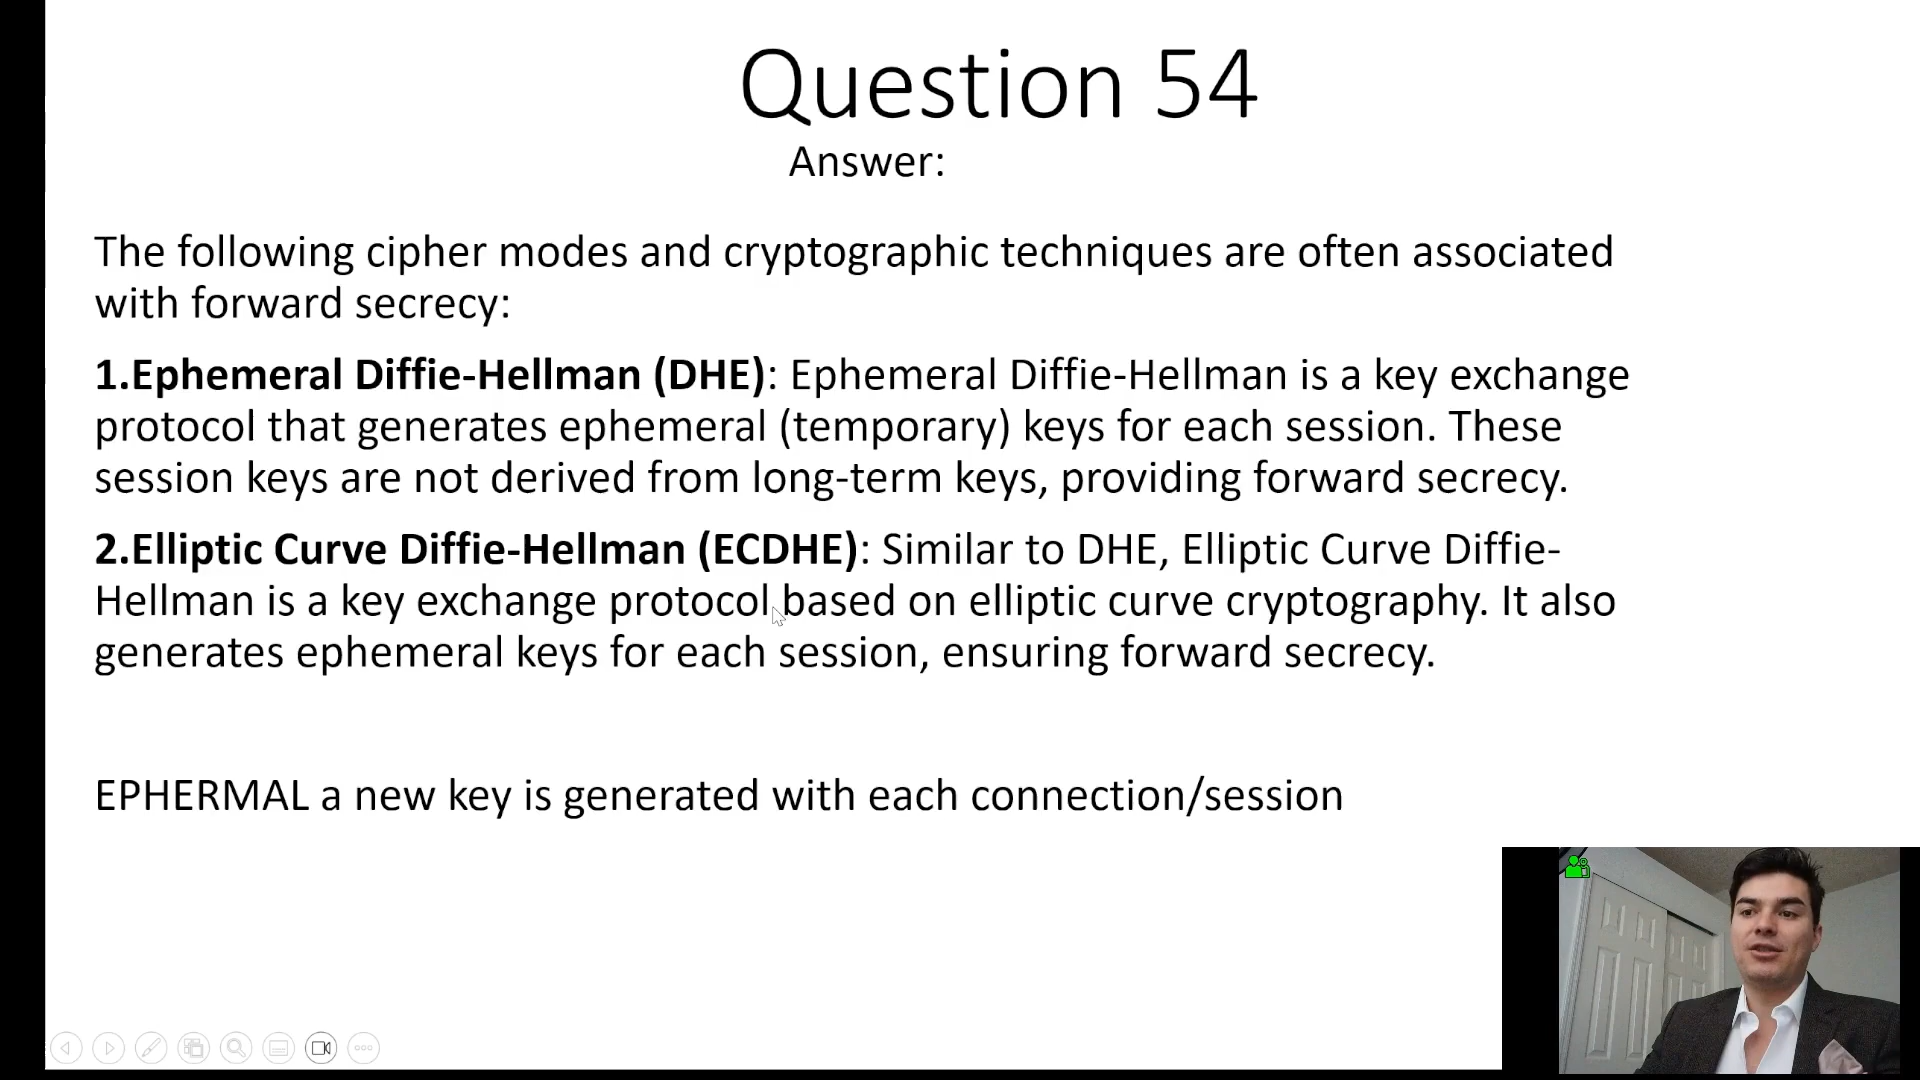 Question 54
Answer:
The following cipher modes and cryptographic techniques are often associated
with forward secrecy:
1.Ephemeral Diffie-Hellman (DHE): Ephemeral Diffie-Hellman is a key exchange
protocol that generates ephemeral (temporary) keys for each session. These
session keys are not derived from long-term keys, providing forward secrecy.
2.Elliptic Curve Diffie-Hellman (ECDHE): Similar to DHE, Elliptic Curve Diffie-
Hellman is a key exchange protocol based on elliptic curve cryptography. It also
generates ephemeral keys for each session, ensuring forward secrecy.
EPHERMAL a new key is generated with each connection/session